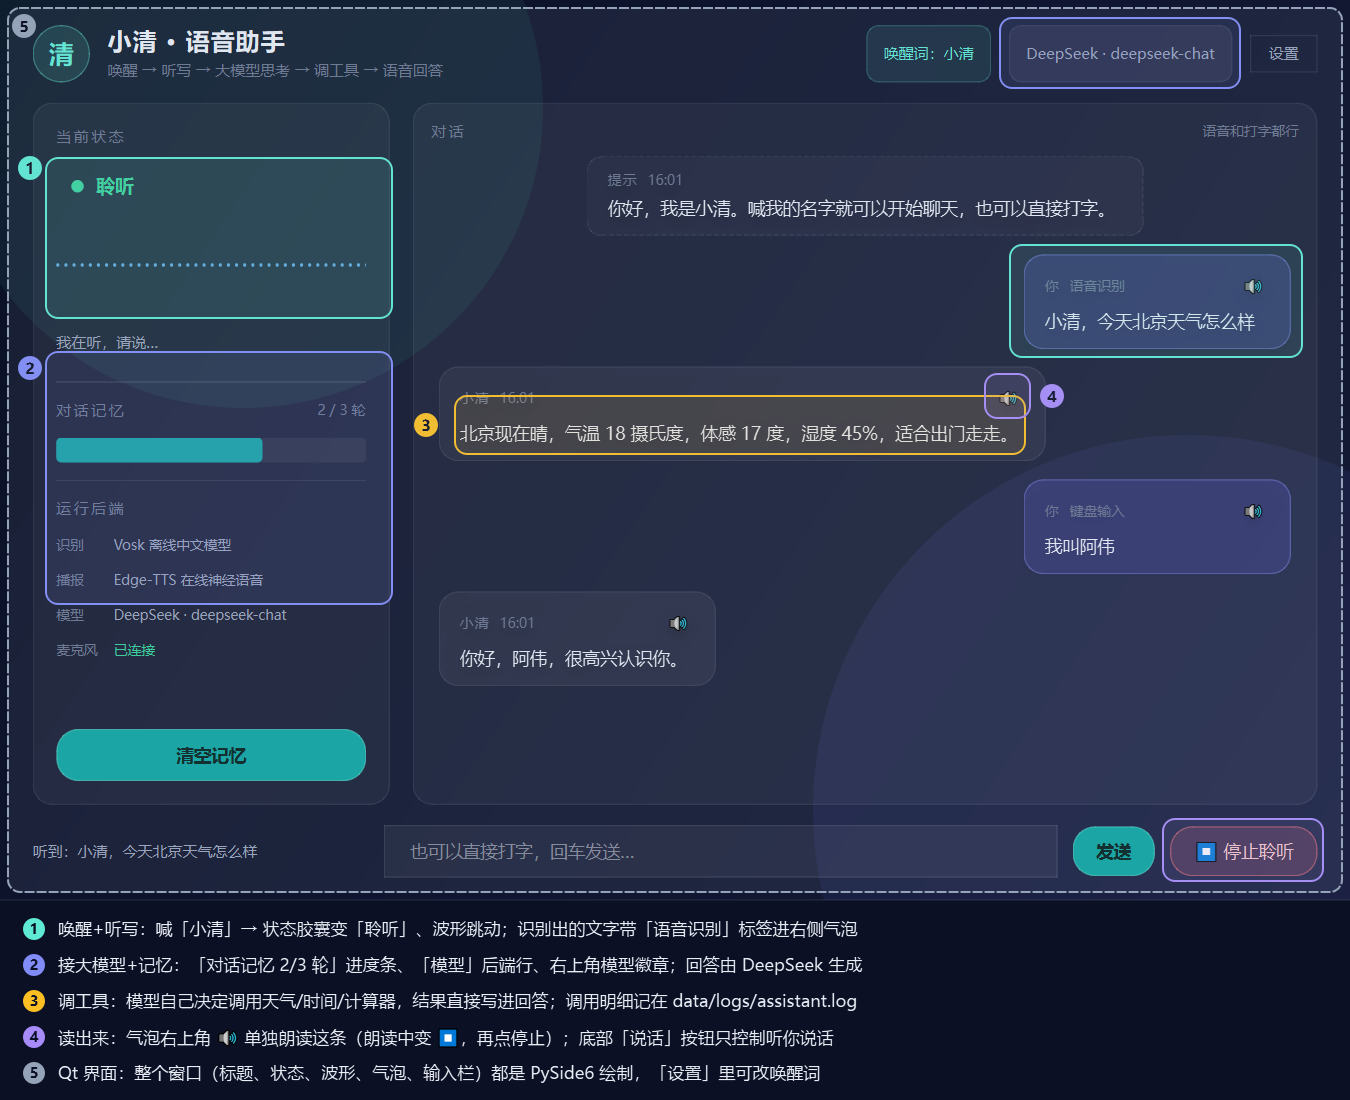 5
清
小清·语音助手
唤醒 → 听写 → 大模型思考 → 调工具 → 语音回答
唤醒词：小清
DeepSeek · deepseek-chat
设置
当前状态
1
聆听
我在听，请说...
2
对话记忆
2 / 3 轮
运行后端
识别 Vosk 离线中文模型
播报 Edge-TTS 在线神经语音
模型 DeepSeek · deepseek-chat
麦克风 已连接
清空记忆
对话
语音和打字都行
提示 16:01
你好，我是小清。喊我的名字就可以开始聊天，也可以直接打字。
你 语音识别
小清，今天北京天气怎么样
小清 16:01
4
3
北京现在晴，气温 18 摄氏度，体感 17 度，湿度 45%，适合出门走走。
你 键盘输入
我叫阿伟
小清 16:01
你好，阿伟，很高兴认识你。
听到：小清，今天北京天气怎么样
也可以直接打字，回车发送...
发送
停止聆听
1 唤醒+听写：喊「小清」→ 状态胶囊变「聆听」、波形跳动；识别出的文字带「语音识别」标签进右侧气泡
2 接大模型+记忆：「对话记忆 2/3 轮」进度条、「模型」后端行、右上角模型徽章；回答由 DeepSeek 生成
3 调工具：模型自己决定调用天气/时间/计算器，结果直接写进回答；调用明细记在 data/logs/assistant.log
4 读出来：气泡右上角 🔊 单独朗读这条（朗读中变 ⏹，再点停止）；底部「说话」按钮只控制听你说话
5 Qt 界面：整个窗口（标题、状态、波形、气泡、输入栏）都是 PySide6 绘制，「设置」里可改唤醒词